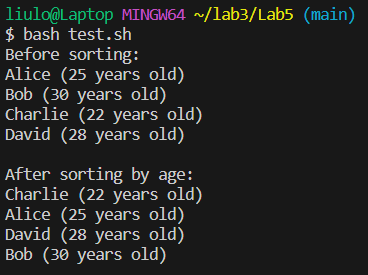 liulo@Laptop MINGW64 ~/lab3/Lab5 (main)
$ bash test.sh
Before sorting:
Alice (25 years old)
Bob (30 years old)
Charlie (22 years old)
David (28 years old)

After sorting by age:
Charlie (22 years old)
Alice (25 years old)
David (28 years old)
Bob (30 years old)